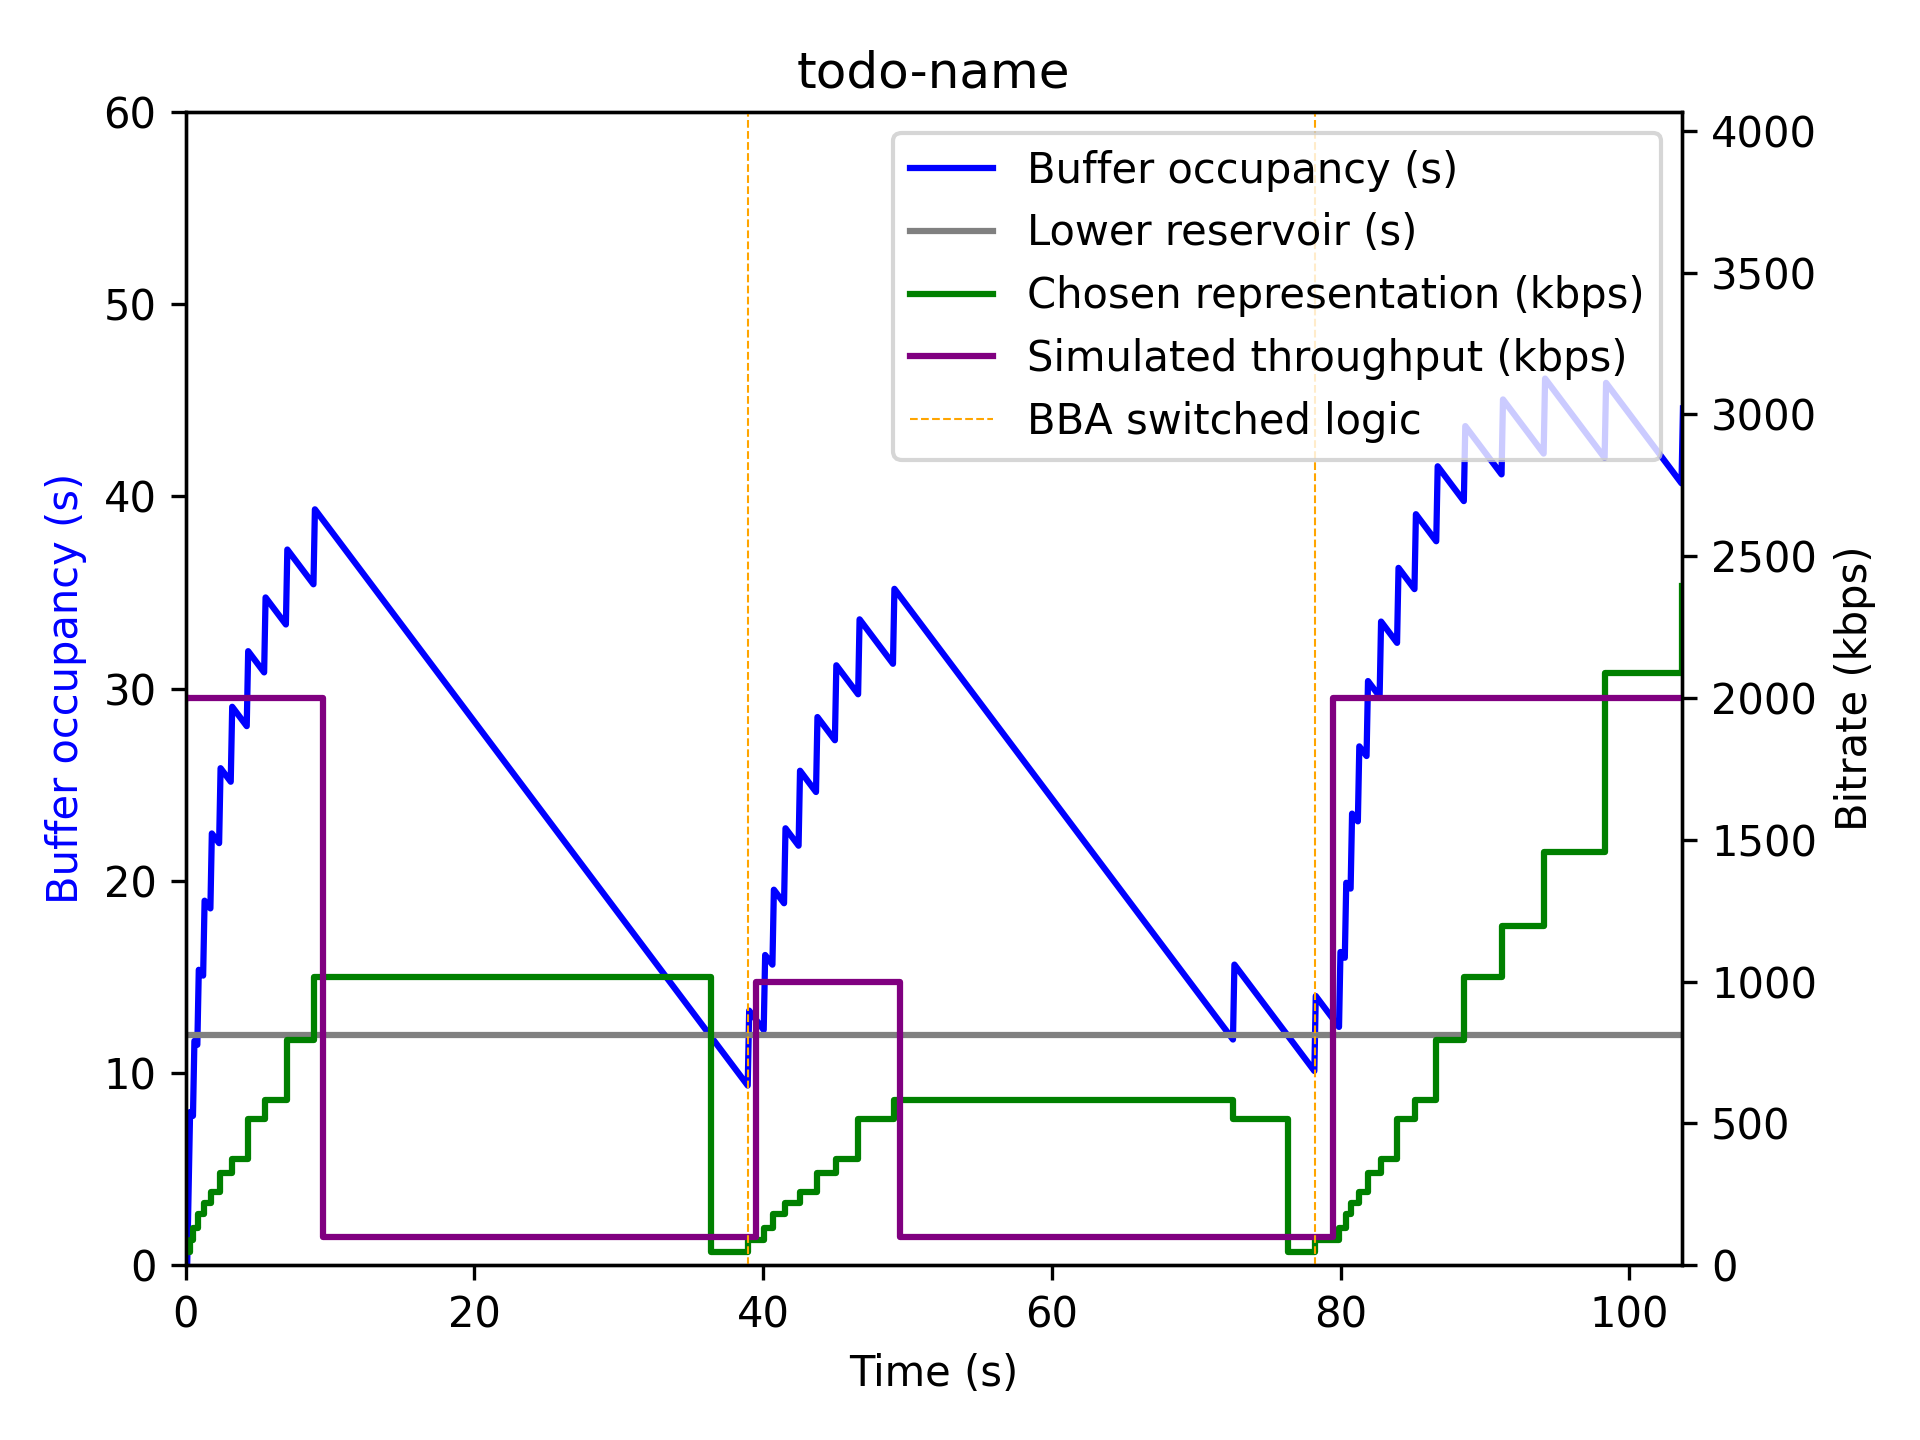 todo-name
60
50
40
30
20
10
0
Buffer occupancy (s)
Buffer occupancy (s)
Lower reservoir (s)
Chosen representation (kbps)
Simulated throughput (kbps)
BBA switched logic
4000
3500
3000
2500
2000
1500
1000
500
0
Bitrate (kbps)
0 20 40 60 80 100
Time (s)